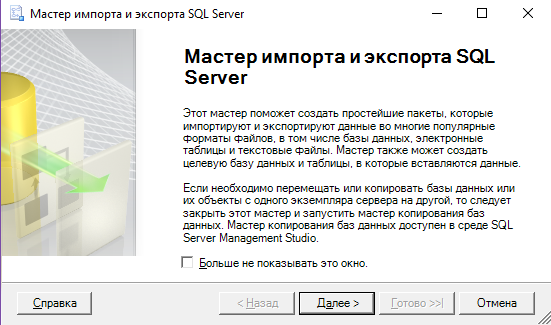 Мастер импорта и экспорта SQL Server
Мастер импорта и экспорта SQL
Server
Этот мастер поможет создать простейшие пакеты, которые
импортируют и экспортируют данные во многие популярные
форматы файлов, в том числе базы данных, электронные
таблицы и текстовые файлы. Мастер также может создать
целевую базу данных и таблицы, в которые вставляются данные.
Если необходимо перемещать или копировать базы данных или
их объекты с одного экземпляра сервера на другой, то следует
закрыть этот мастер и запустить мастер копирования баз
данных. Мастер копирования баз данных доступен в среде SQL
Server Management Studio.
Больше не показывать это окно.
Справка
< Назад
Далее >
Готово >>|
Отмена